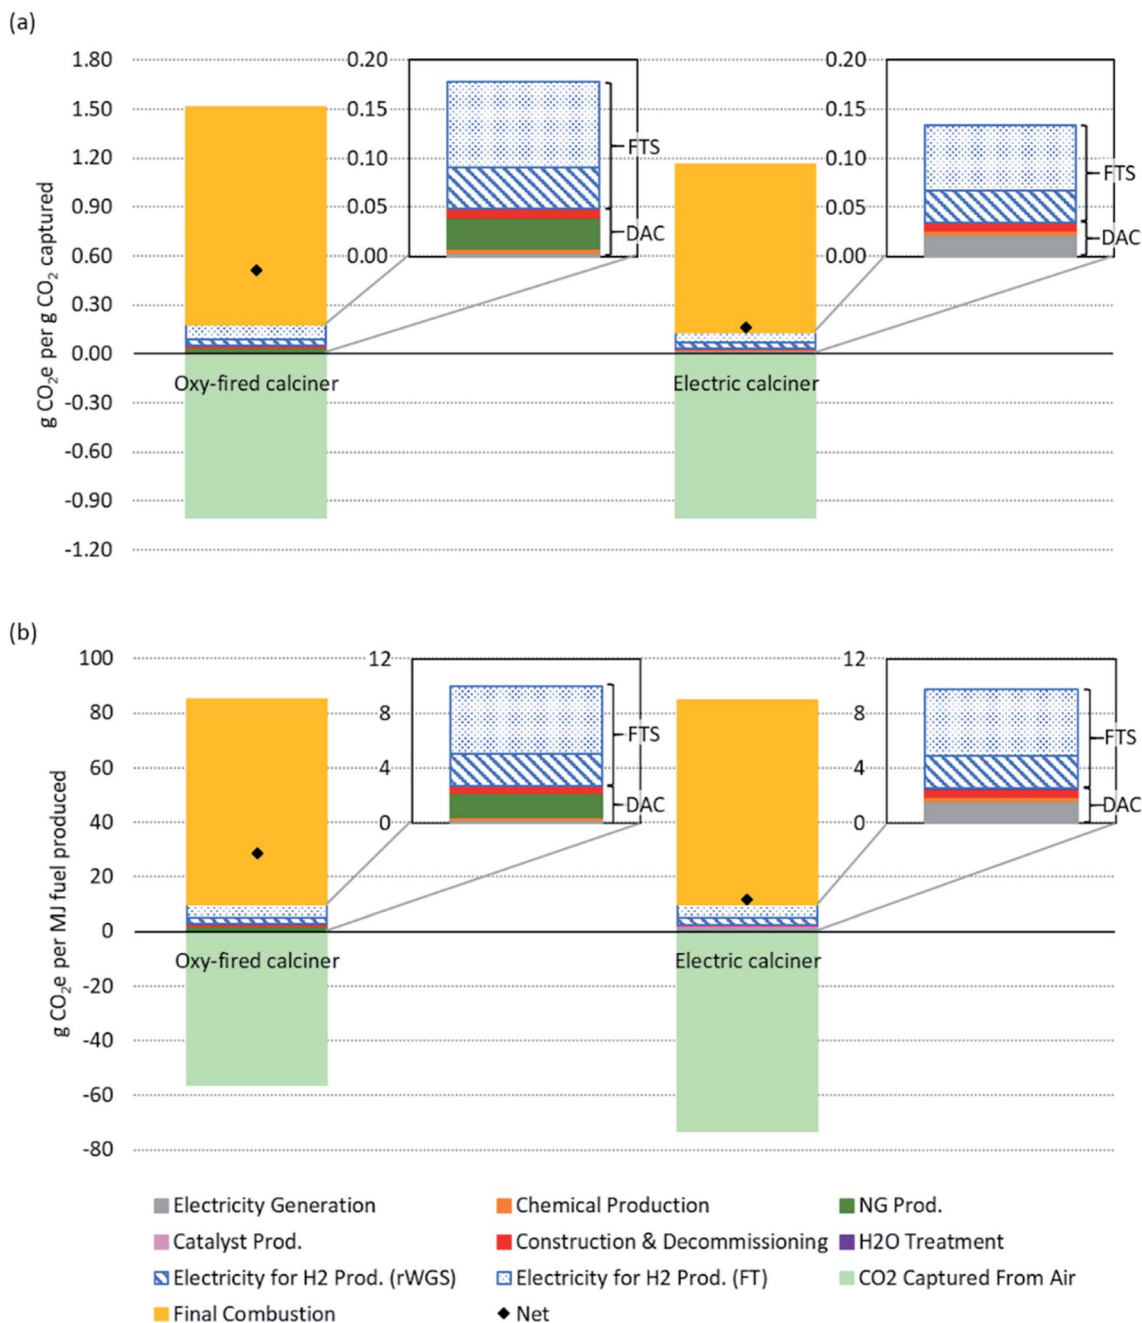 (a)
g CO₂e per g CO₂ captured
1.80
1.50
1.20
0.90
0.60
0.30
0.00
-0.30
-0.60
-0.90
-1.20
0.20
0.15
0.10
0.05
0.00
FTS
DAC
0.20
0.15
0.10
0.05
0.00
FTS
DAC
Oxy-fired calciner
Electric calciner
(b)
g CO₂e per MJ fuel produced
100
80
60
40
20
0
-20
-40
-60
-80
12
8
4
0
FTS
DAC
12
8
4
0
FTS
DAC
Oxy-fired calciner
Electric calciner
Electricity Generation
Chemical Production
NG Prod.
Catalyst Prod.
Construction & Decommissioning
H2O Treatment
Electricity for H2 Prod. (rWGS)
Electricity for H2 Prod. (FT)
CO2 Captured From Air
Final Combustion
Net